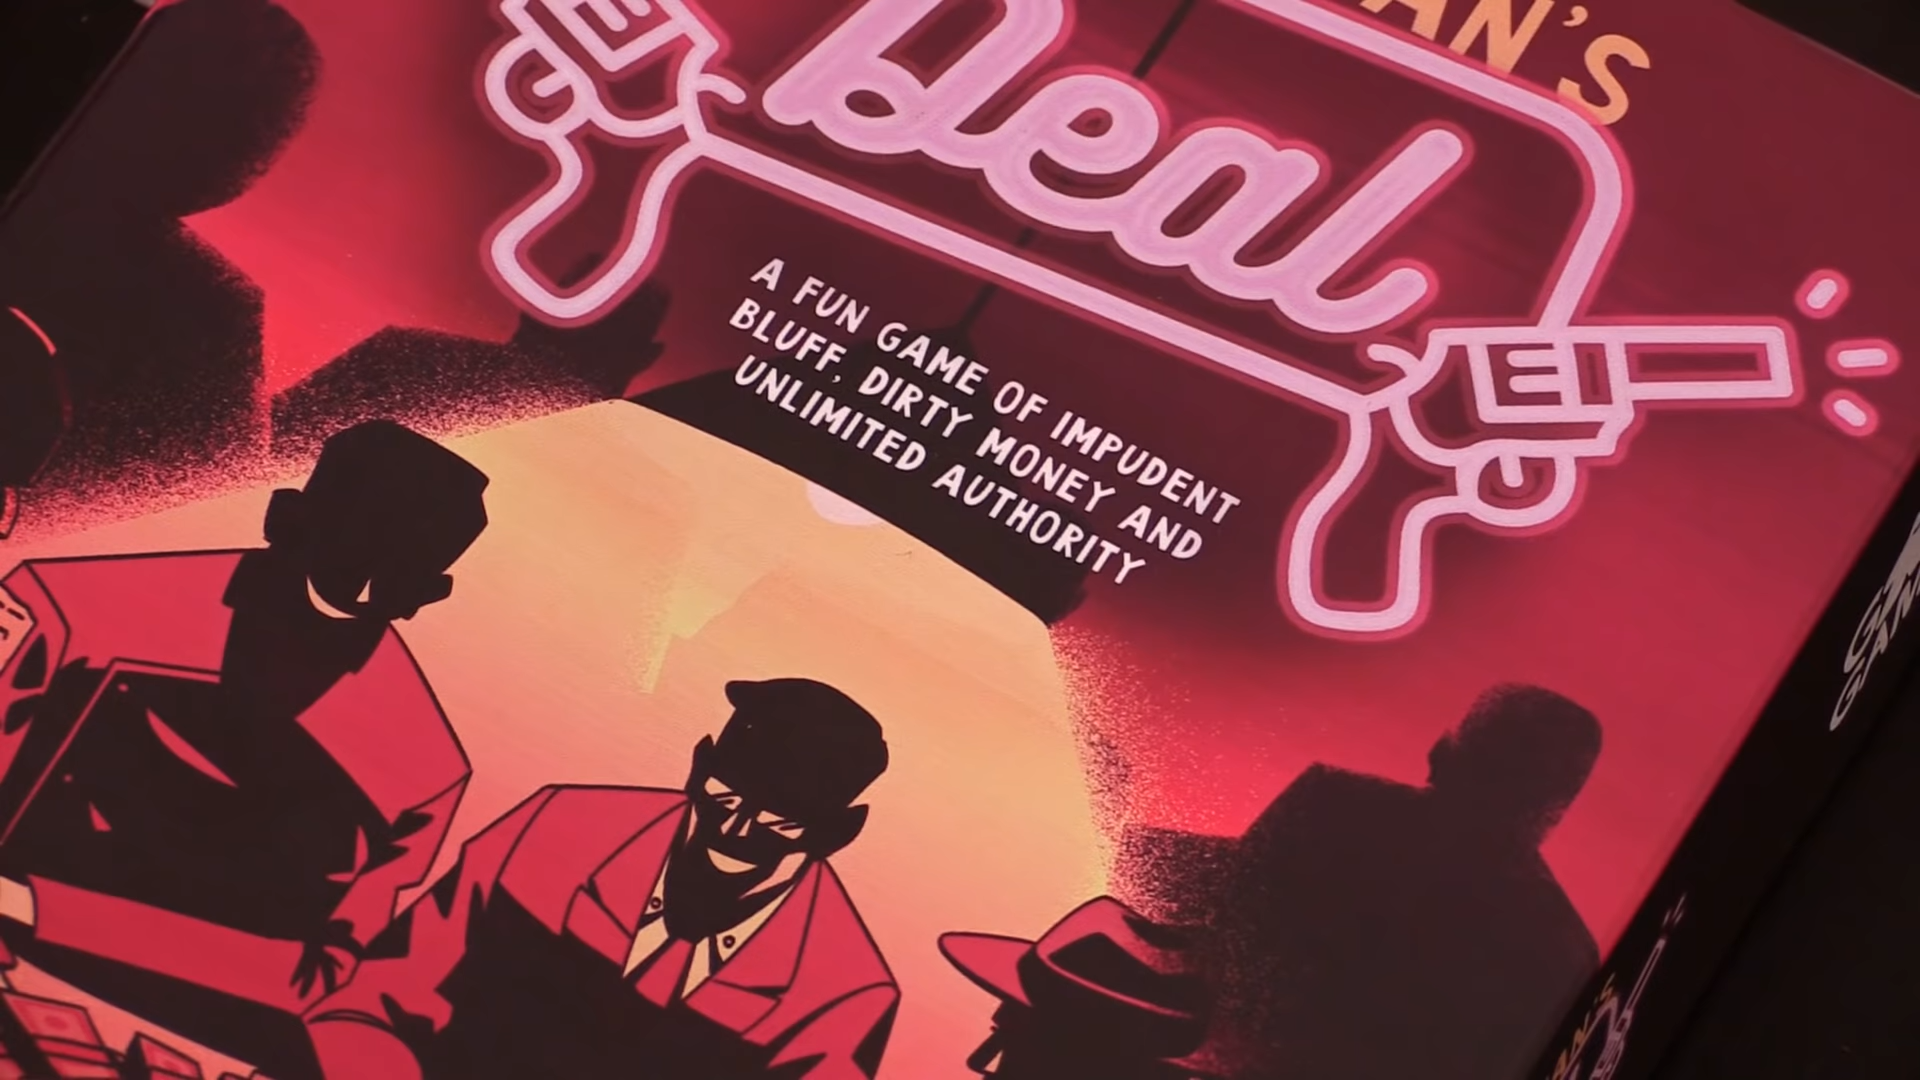 AN'S
Deal
A FUN GAME OF IMPUDENT
BLUFF, DIRTY MONEY AND
UNLIMITED AUTHORITY